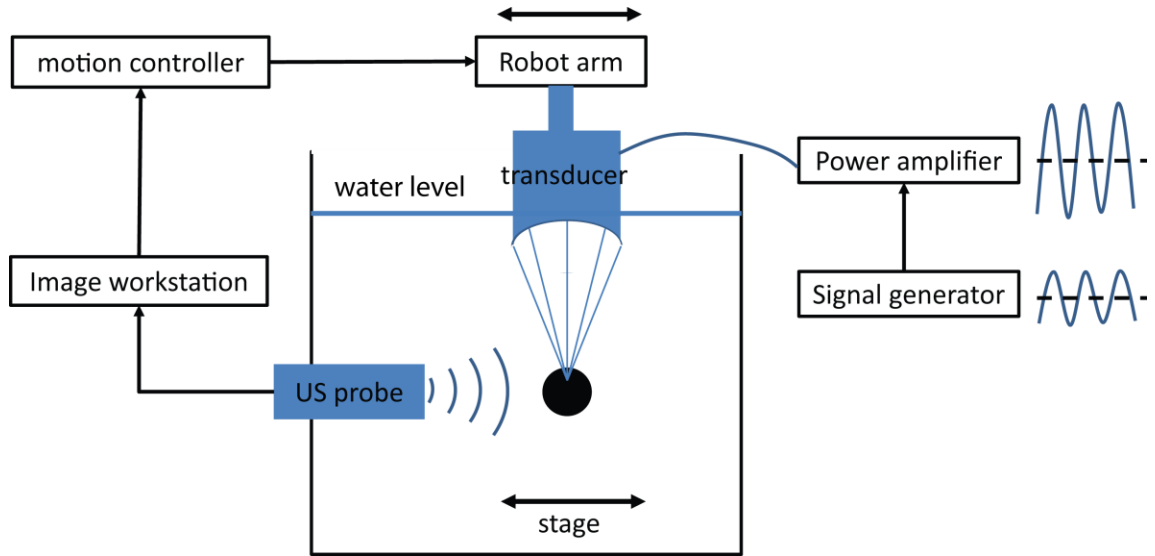 motion controller
Robot arm
Power amplifier
transducer
water level
Image workstation
Signal generator
US probe
stage